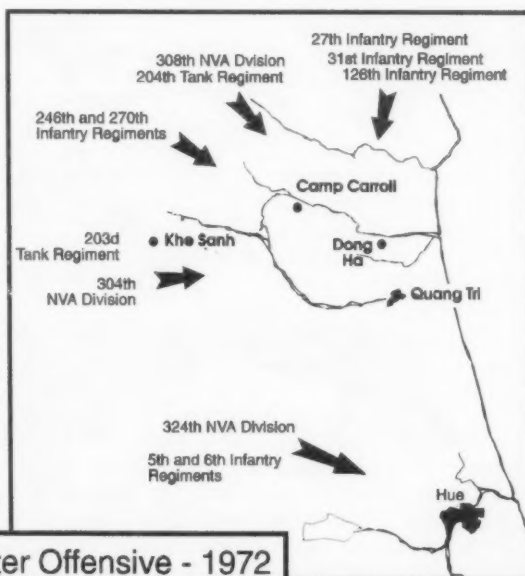 27th Infantry Regiment
31st Infantry Regiment
126th Infantry Regiment
308th NVA Dvision
204th Tank Regiment
246th and 270th
Infantry Regiments
Camp Carroll
203d
Tank Regiment
Khe Sanh
Dong
Ha
304th
NVA Division
Quang Tri
324th NVA Division
5th and 6th Infantry
Regiments
Hue
ter Offensive - 1972